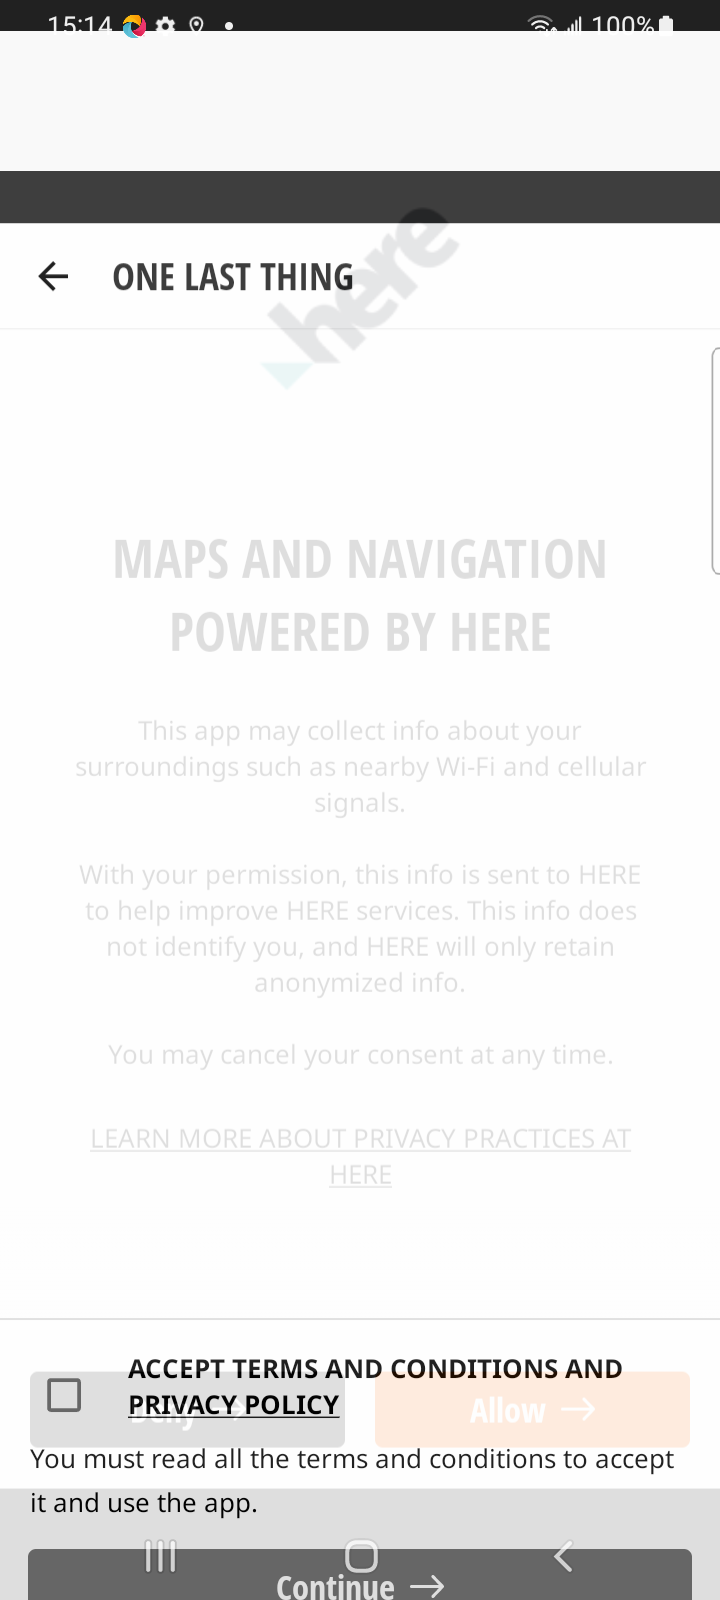 15:14
100%
here
ONE LAST THING
MAPS AND NAVIGATION
POWERED BY HERE
This app may collect info about your
surroundings such as nearby Wi-Fi and cellular
signals.
With your permission, this info is sent to HERE
to help improve HERE services. This info does
not identify you, and HERE will only retain
anonymized info.
You may cancel your consent at any time.
LEARN MORE ABOUT PRIVACY PRACTICES AT
HERE
ACCEPT TERMS AND CONDITIONS AND
PRIVACY POLICY
Deny
Allow
You must read all the terms and conditions to accept
it and use the app.
Continue